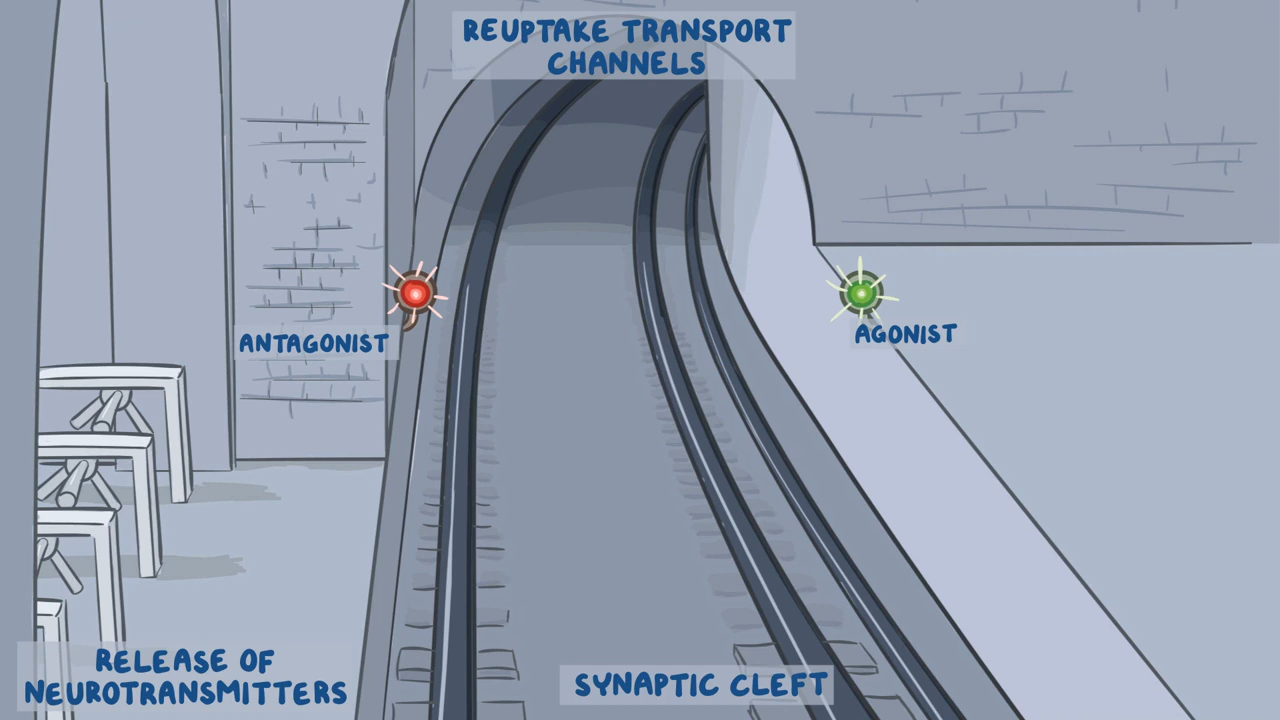 REUPTAKE TRANSPORT
CHANNELS
ANTAGONIST
AGONIST
RELEASE OF
NEUROTRANSMITTERS
SYNAPTIC CLEFT